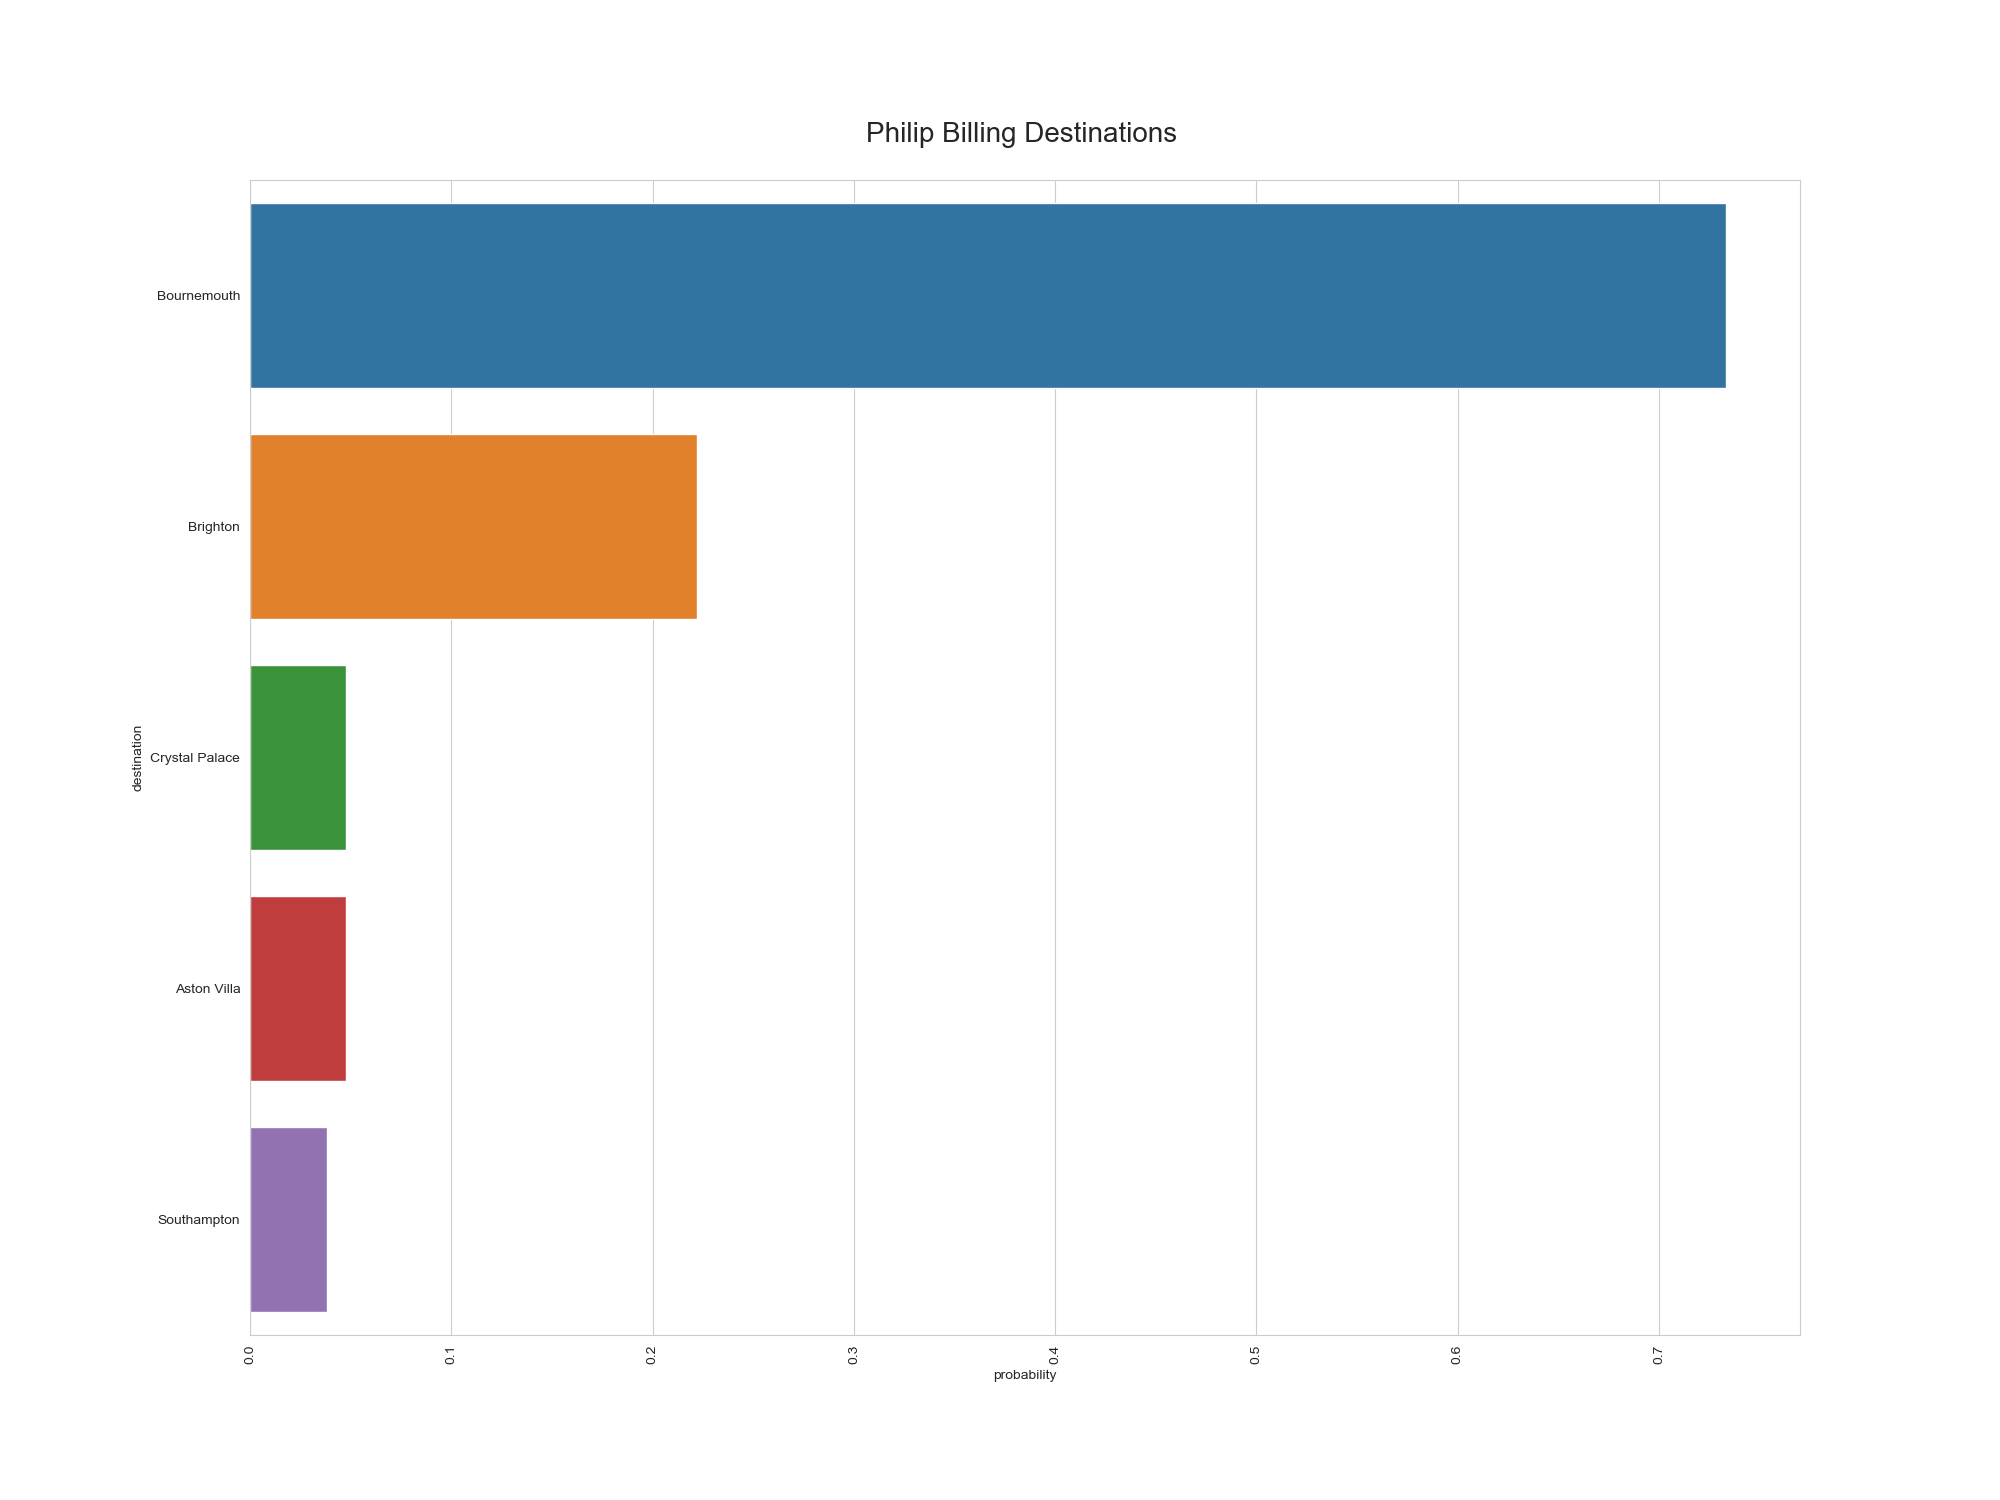 Philip Billing Destinations
Bournemouth
Brighton
Crystal Palace
Aston Villa
Southampton
destination
0.0 0.1 0.2 0.3 0.4 0.5 0.6 0.7
probability